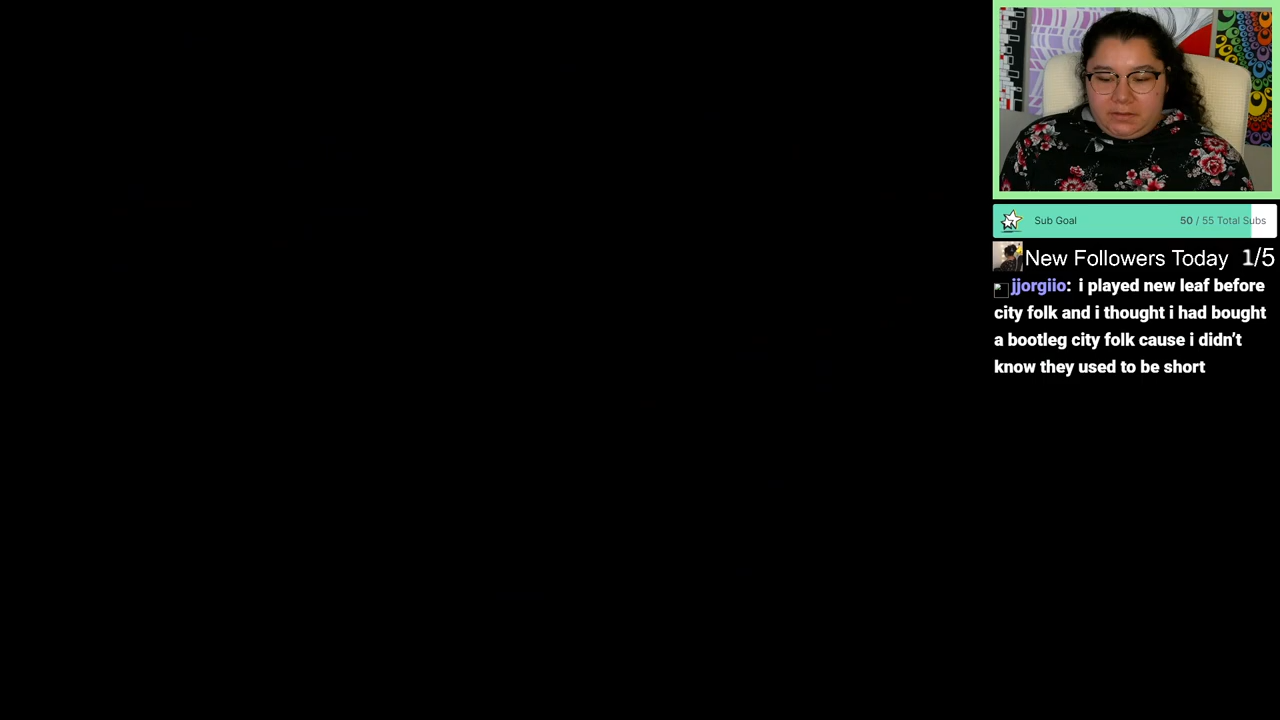 Sub Goal 50 / 55 Total Subs
New Followers Today 1/5
jjorgiio: i played new leaf before
city folk and i thought i had bought
a bootleg city folk cause i didn’t
know they used to be short